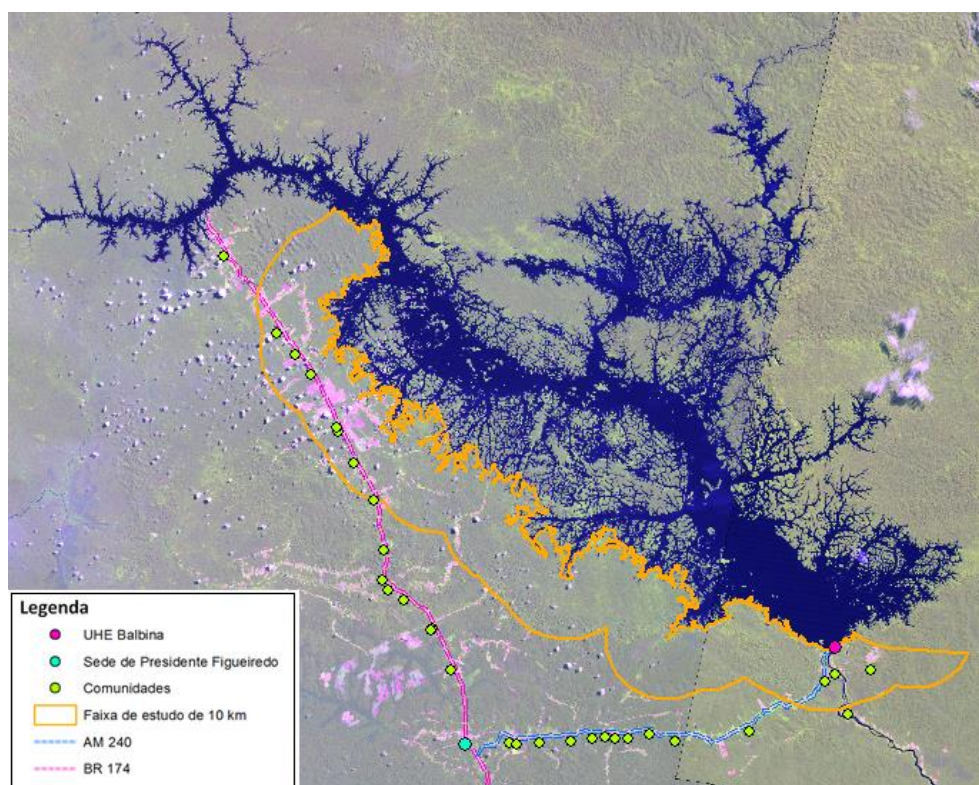 Legenda
UHE Balbina
Sede de Presidente Figueiredo
Comunidades
Faixa de estudo de 10 km
AM 240
BR 174